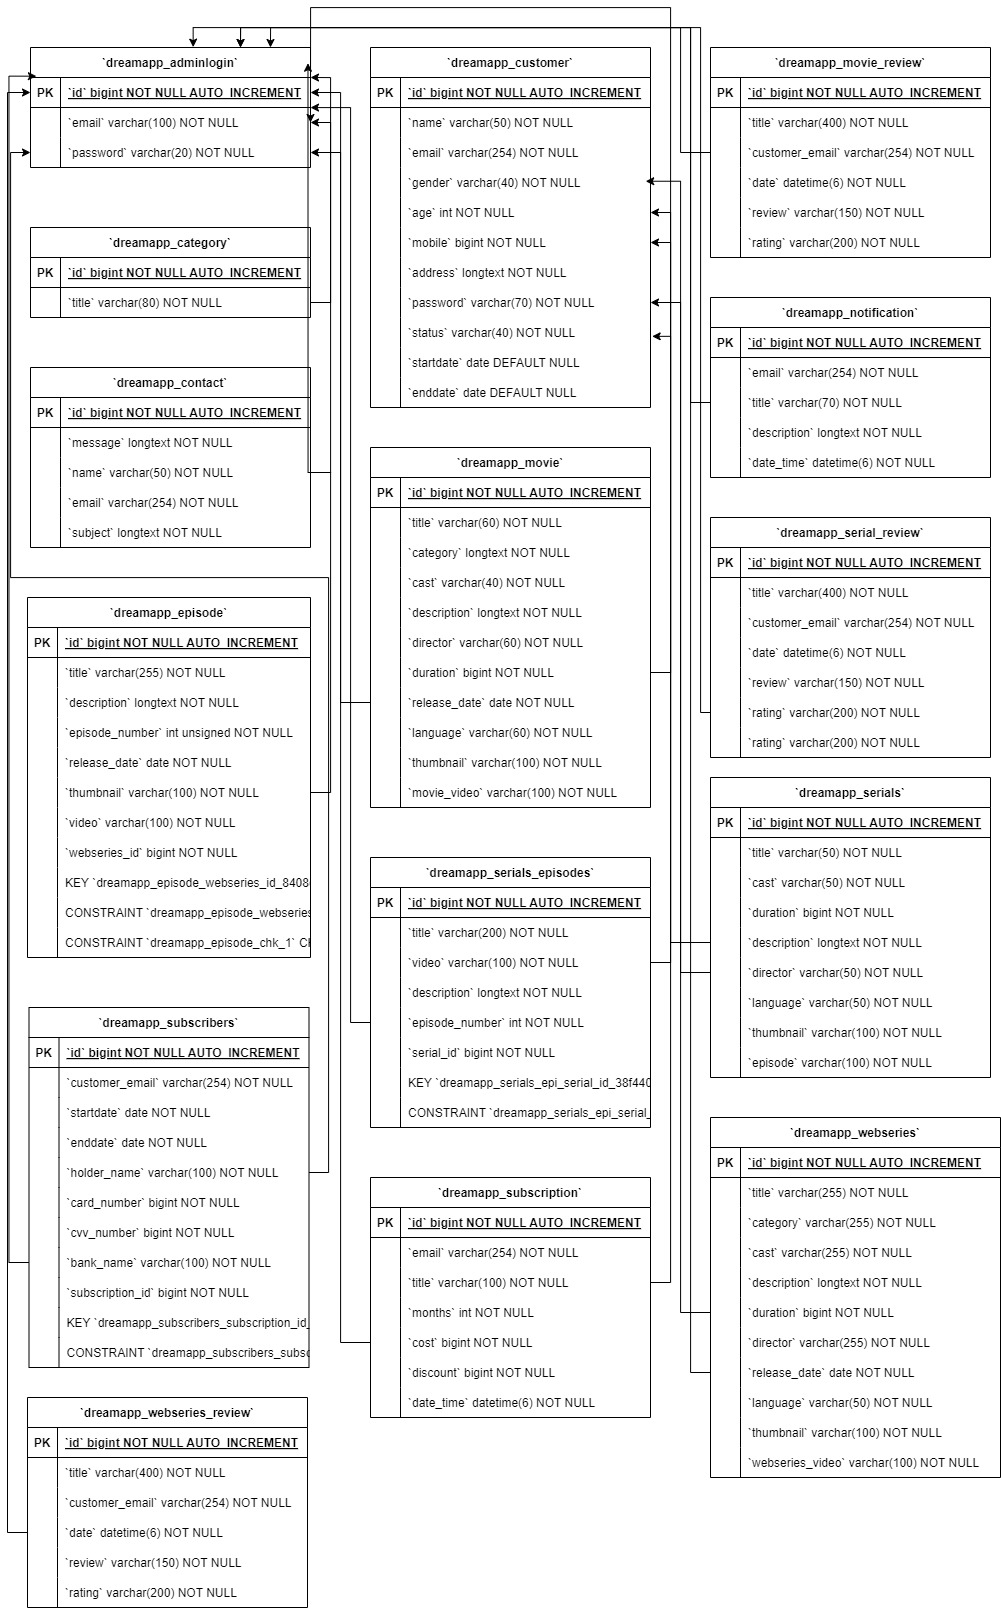 `dreamapp_adminlogin`
PK `id` bigint NOT NULL AUTO_INCREMENT
`email` varchar(100) NOT NULL
`password` varchar(20) NOT NULL
`dreamapp_category`
PK `id` bigint NOT NULL AUTO_INCREMENT
`title` varchar(80) NOT NULL
`dreamapp_contact`
PK `id` bigint NOT NULL AUTO_INCREMENT
`message` longtext NOT NULL
`name` varchar(50) NOT NULL
`email` varchar(254) NOT NULL
`subject` longtext NOT NULL
`dreamapp_episode`
PK `id` bigint NOT NULL AUTO_INCREMENT
`title` varchar(255) NOT NULL
`description` longtext NOT NULL
`episode_number` int unsigned NOT NULL
`release_date` date NOT NULL
`thumbnail` varchar(100) NOT NULL
`video` varchar(100) NOT NULL
`webseries_id` bigint NOT NULL
KEY `dreamapp_episode_webseries_id_8408
CONSTRAINT `dreamapp_episode_webseries
CONSTRAINT `dreamapp_episode_chk_1` C
`dreamapp_subscribers`
PK `id` bigint NOT NULL AUTO_INCREMENT
`customer_email` varchar(254) NOT NULL
`startdate` date NOT NULL
`enddate` date NOT NULL
`holder_name` varchar(100) NOT NULL
`card_number` bigint NOT NULL
`cvv_number` bigint NOT NULL
`bank_name` varchar(100) NOT NULL
`subscription_id` bigint NOT NULL
KEY `dreamapp_subscribers_subscription_id_
CONSTRAINT `dreamapp_subscribers_subsc
`dreamapp_webseries_review`
PK `id` bigint NOT NULL AUTO_INCREMENT
`title` varchar(400) NOT NULL
`customer_email` varchar(254) NOT NULL
`date` datetime(6) NOT NULL
`review` varchar(150) NOT NULL
`rating` varchar(200) NOT NULL
`dreamapp_customer`
PK `id` bigint NOT NULL AUTO_INCREMENT
`name` varchar(50) NOT NULL
`email` varchar(254) NOT NULL
`gender` varchar(40) NOT NULL
`age` int NOT NULL
`mobile` bigint NOT NULL
`address` longtext NOT NULL
`password` varchar(70) NOT NULL
`status` varchar(40) NOT NULL
`startdate` date DEFAULT NULL
`enddate` date DEFAULT NULL
`dreamapp_movie`
PK `id` bigint NOT NULL AUTO_INCREMENT
`title` varchar(60) NOT NULL
`category` longtext NOT NULL
`cast` varchar(40) NOT NULL
`description` longtext NOT NULL
`director` varchar(60) NOT NULL
`duration` bigint NOT NULL
`release_date` date NOT NULL
`language` varchar(60) NOT NULL
`thumbnail` varchar(100) NOT NULL
`movie_video` varchar(100) NOT NULL
`dreamapp_serials_episodes`
PK `id` bigint NOT NULL AUTO_INCREMENT
`title` varchar(200) NOT NULL
`video` varchar(100) NOT NULL
`description` longtext NOT NULL
`episode_number` int NOT NULL
`serial_id` bigint NOT NULL
KEY `dreamapp_serials_epi_serial_id_38f440
CONSTRAINT `dreamapp_serials_epi_serial_
`dreamapp_subscription`
PK `id` bigint NOT NULL AUTO_INCREMENT
`email` varchar(254) NOT NULL
`title` varchar(100) NOT NULL
`months` int NOT NULL
`cost` bigint NOT NULL
`discount` bigint NOT NULL
`date_time` datetime(6) NOT NULL
`dreamapp_movie_review`
PK `id` bigint NOT NULL AUTO_INCREMENT
`title` varchar(400) NOT NULL
`customer_email` varchar(254) NOT NULL
`date` datetime(6) NOT NULL
`review` varchar(150) NOT NULL
`rating` varchar(200) NOT NULL
`dreamapp_notification`
PK `id` bigint NOT NULL AUTO_INCREMENT
`email` varchar(254) NOT NULL
`title` varchar(70) NOT NULL
`description` longtext NOT NULL
`date_time` datetime(6) NOT NULL
`dreamapp_serial_review`
PK `id` bigint NOT NULL AUTO_INCREMENT
`title` varchar(400) NOT NULL
`customer_email` varchar(254) NOT NULL
`date` datetime(6) NOT NULL
`review` varchar(150) NOT NULL
`rating` varchar(200) NOT NULL
`rating` varchar(200) NOT NULL
`dreamapp_serials`
PK `id` bigint NOT NULL AUTO_INCREMENT
`title` varchar(50) NOT NULL
`cast` varchar(50) NOT NULL
`duration` bigint NOT NULL
`description` longtext NOT NULL
`director` varchar(50) NOT NULL
`language` varchar(50) NOT NULL
`thumbnail` varchar(100) NOT NULL
`episode` varchar(100) NOT NULL
`dreamapp_webseries`
PK `id` bigint NOT NULL AUTO_INCREMENT
`title` varchar(255) NOT NULL
`category` varchar(255) NOT NULL
`cast` varchar(255) NOT NULL
`description` longtext NOT NULL
`duration` bigint NOT NULL
`director` varchar(255) NOT NULL
`release_date` date NOT NULL
`language` varchar(50) NOT NULL
`thumbnail` varchar(100) NOT NULL
`webseries_video` varchar(100) NOT NULL